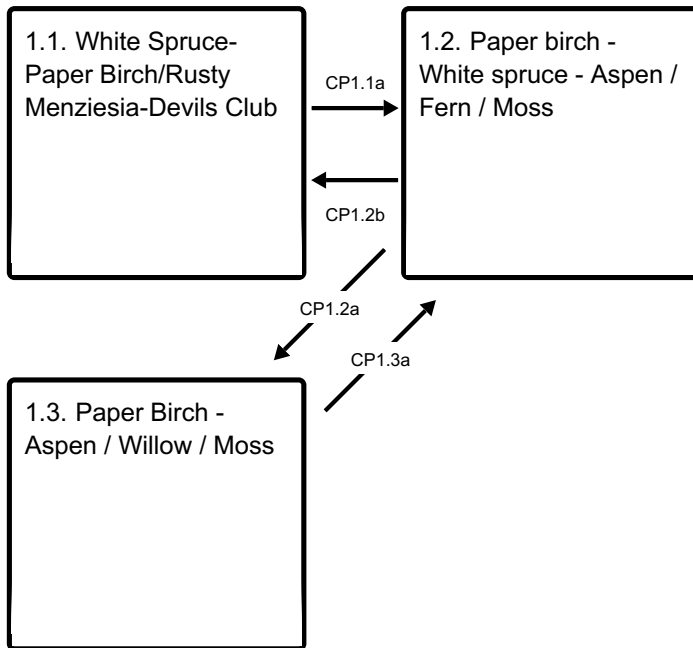 1.1. White Spruce-
Paper Birch/Rusty
Menziesia-Devils Club
CP1.1a
1.2. Paper birch -
White spruce - Aspen /
Fern / Moss
CP1.2b
CP1.2a
CP1.3a
1.3. Paper Birch -
Aspen / Willow / Moss